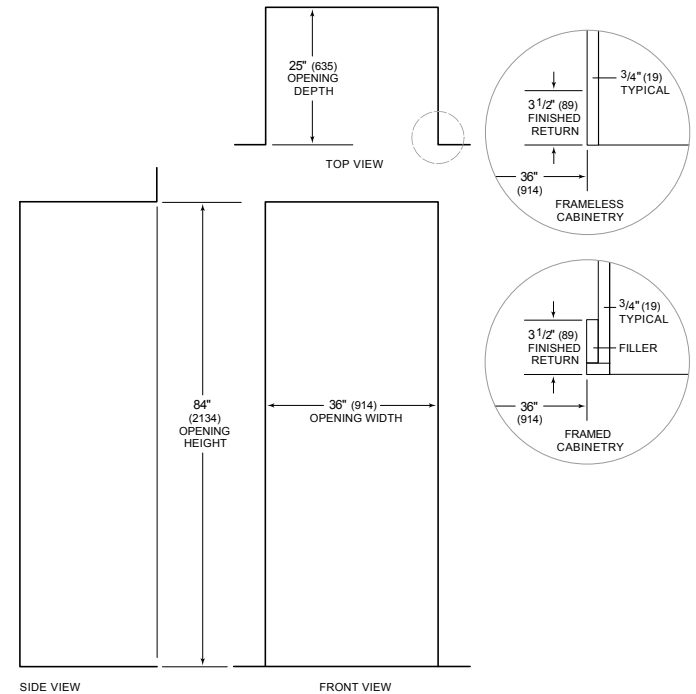 25" (635)
OPENING
DEPTH
TOP VIEW
3/4" (19)
TYPICAL
3 1/2" (89)
FINISHED
RETURN
36"
(914)
FRAMELESS
CABINETRY
3/4" (19)
TYPICAL
3 1/2" (89)
FINISHED
RETURN
FILLER
36"
(914)
FRAMED
CABINETRY
84"
(2134)
OPENING
HEIGHT
36" (914)
OPENING WIDTH
SIDE VIEW
FRONT VIEW